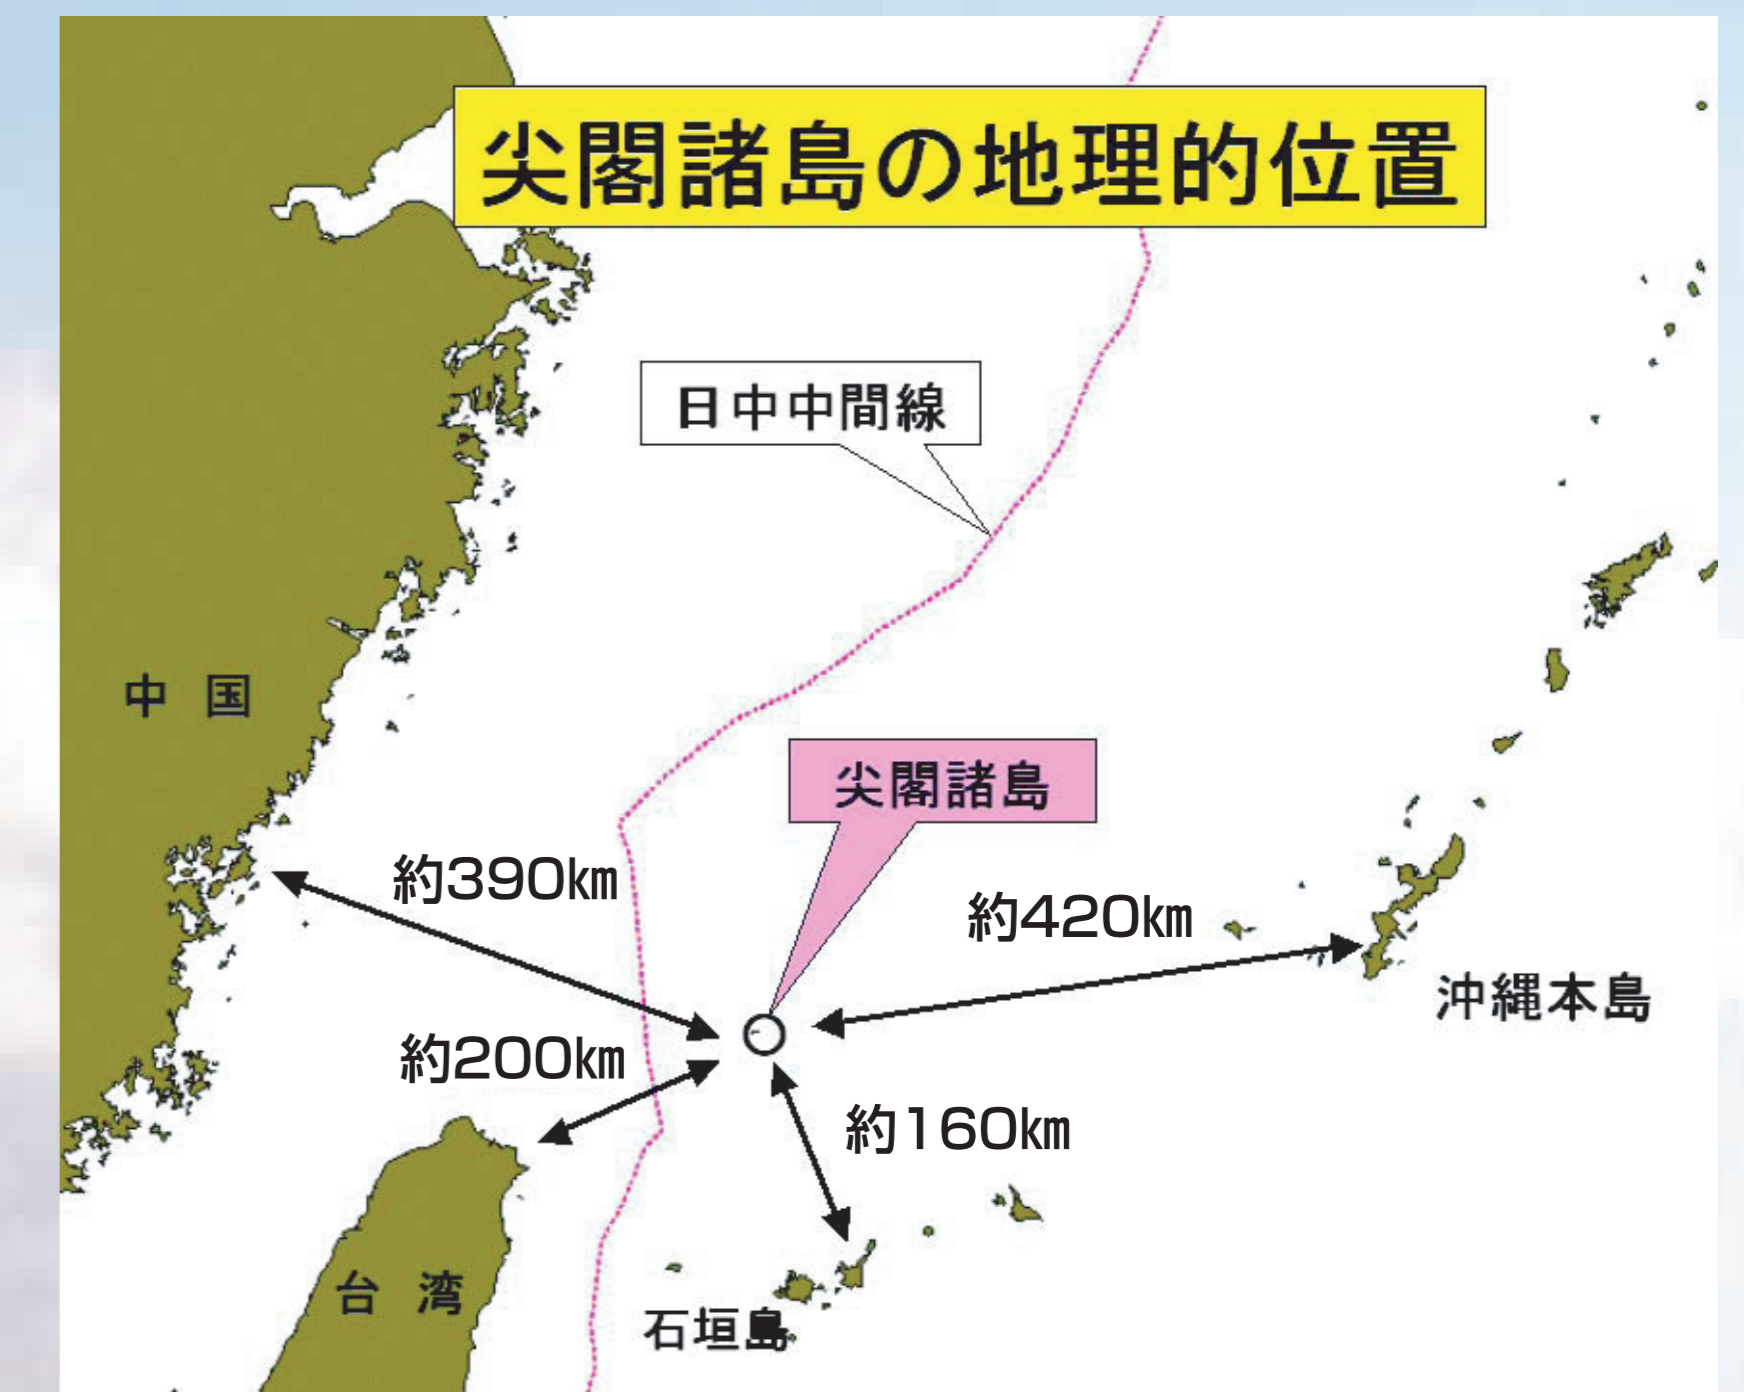 尖閣諸島の地理的位置
日中中間線
中国
尖閣諸島
約390㎞
約420㎞
沖縄本島
約200㎞
約160㎞
台湾
石垣島